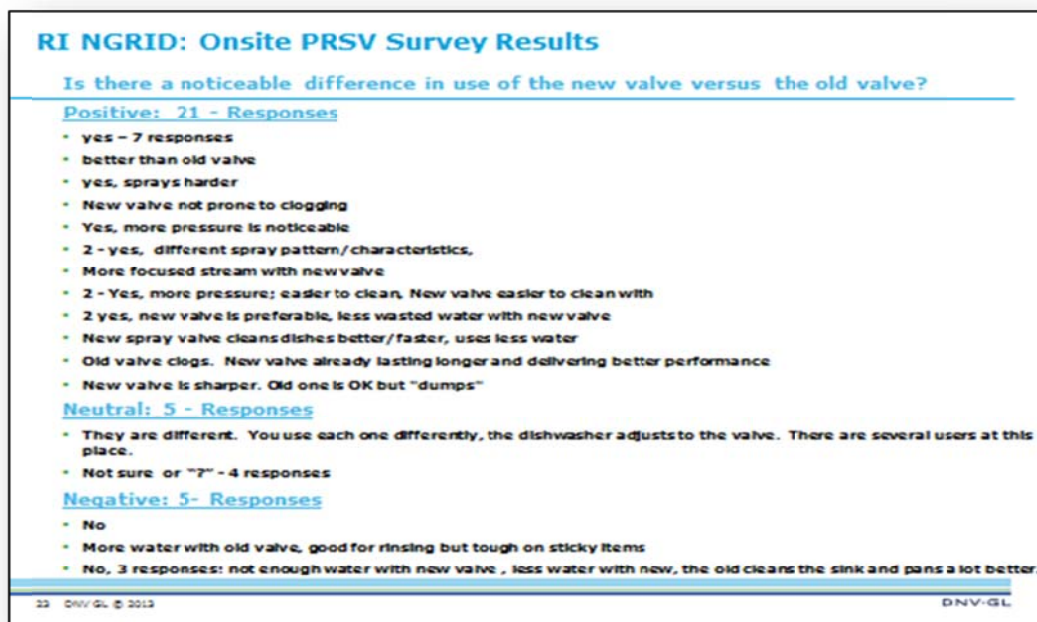 RI NGRID: Onsite PRSV Survey Results
Is there a noticeable difference in use of the new valve versus the old valve?
Positive: 21 - Responses
• yes – 7 responses
• better than old valve
• yes, sprays harder
• New valve not prone to clogging
• Yes, more pressure is noticeable
• 2 - yes, different spray pattern/characteristics,
• More focused stream with new valve
• 2 - Yes, more pressure; easier to clean, New valve easier to clean with
• 2 yes, new valve is preferable, less wasted water with new valve
• New spray valve cleans dishes better/faster, uses less water
• Old valve clogs. New valve already lasting longer and delivering better performance
• New valve is sharper. Old one is OK but "dumps"
Neutral: 5 - Responses
• They are different. You use each one differently, the dishwasher adjusts to the valve. There are several users at this
place.
• Not sure or "?" - 4 responses
Negative: 5- Responses
• No
• More water with old valve, good for rinsing but tough on sticky items
• No, 3 responses: not enough water with new valve , less water with new, the old cleans the sink and pans a lot better.
23 DNV GL © 2013
DNV·GL